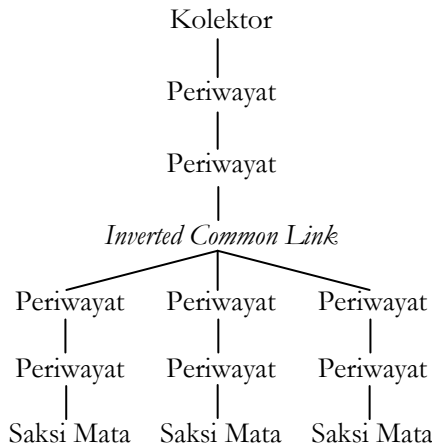 Kolektor
Periwayat
Periwayat
Inverted Common Link
Periwayat Periwayat Periwayat
Periwayat Periwayat Periwayat
Saksi Mata Saksi Mata Saksi Mata